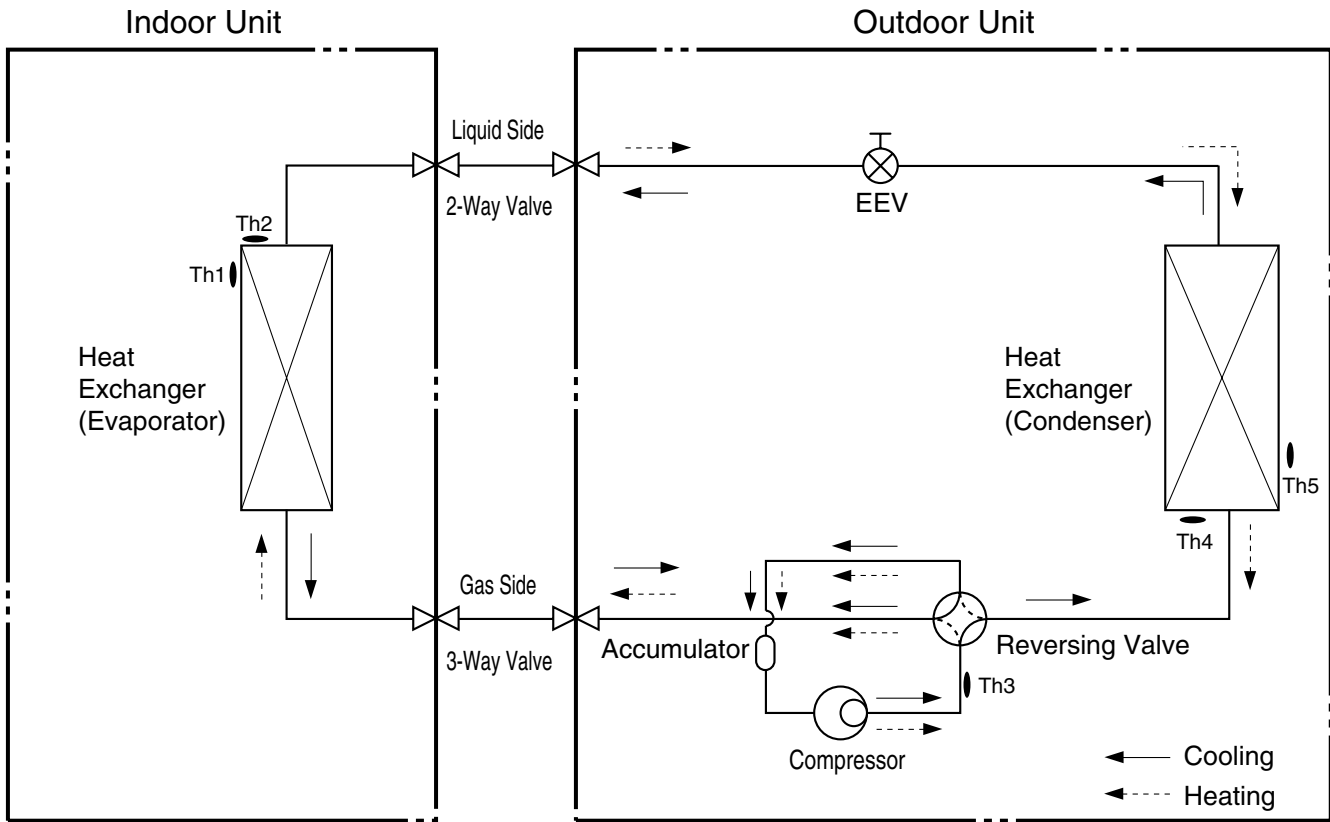 Indoor Unit
Outdoor Unit
Liquid Side
2-Way Valve
EEV
Th2
Th1
Heat
Exchanger
(Evaporator)
Heat
Exchanger
(Condenser)
Th5
Th4
Gas Side
3-Way Valve
Accumulator
Reversing Valve
Th3
Compressor
Cooling
Heating